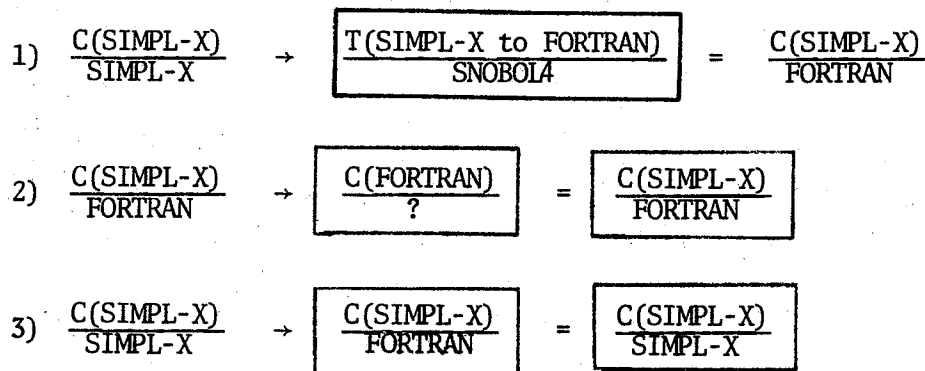 1) C(SIMPL-X) → T(SIMPL-X to FORTRAN) = C(SIMPL-X)
SIMPL-X SNOBOL4 FORTRAN
2) C(SIMPL-X) → C(FORTRAN) = C(SIMPL-X)
FORTRAN ? FORTRAN
3) C(SIMPL-X) → C(SIMPL-X) = C(SIMPL-X)
SIMPL-X FORTRAN SIMPL-X